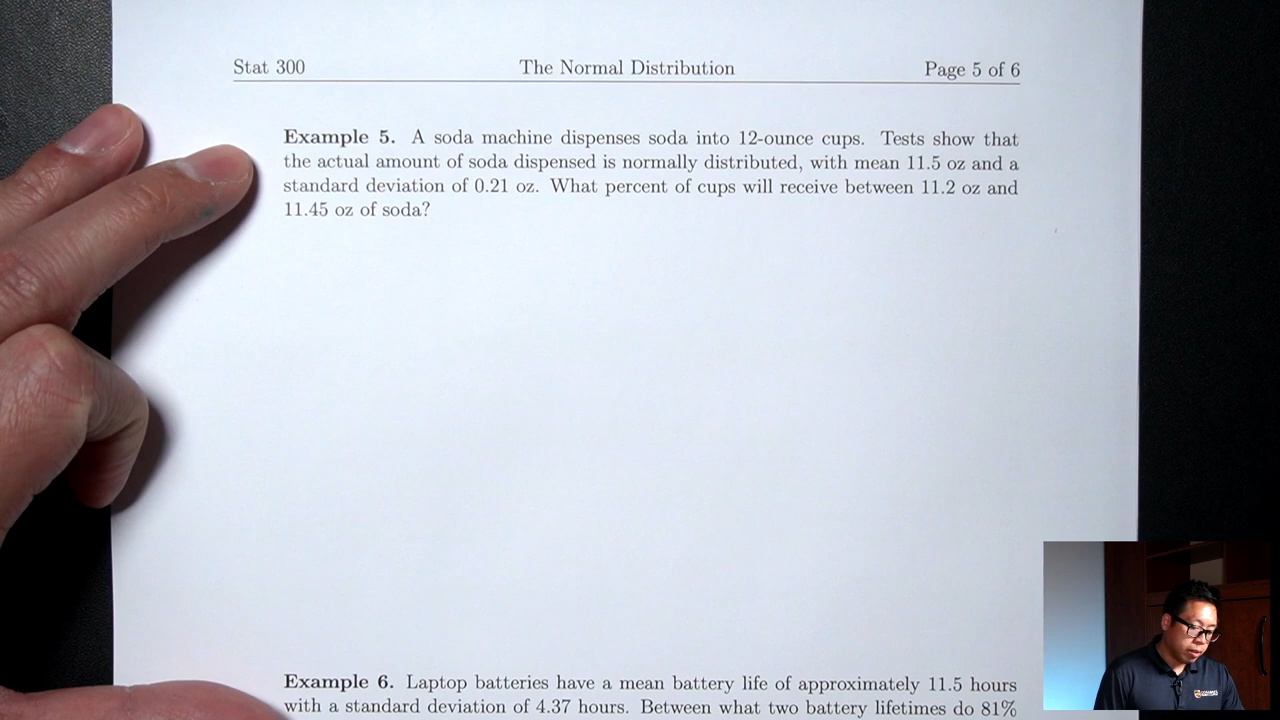 Stat 300
The Normal Distribution
Page 5 of 6
Example 5. A soda machine dispenses soda into 12-ounce cups. Tests show that
the actual amount of soda dispensed is normally distributed, with mean 11.5 oz and a
standard deviation of 0.21 oz. What percent of cups will receive between 11.2 oz and
11.45 oz of soda?
Example 6. Laptop batteries have a mean battery life of approximately 11.5 hours
with a standard deviation of 4.37 hours. Between what two battery lifetimes do 81%